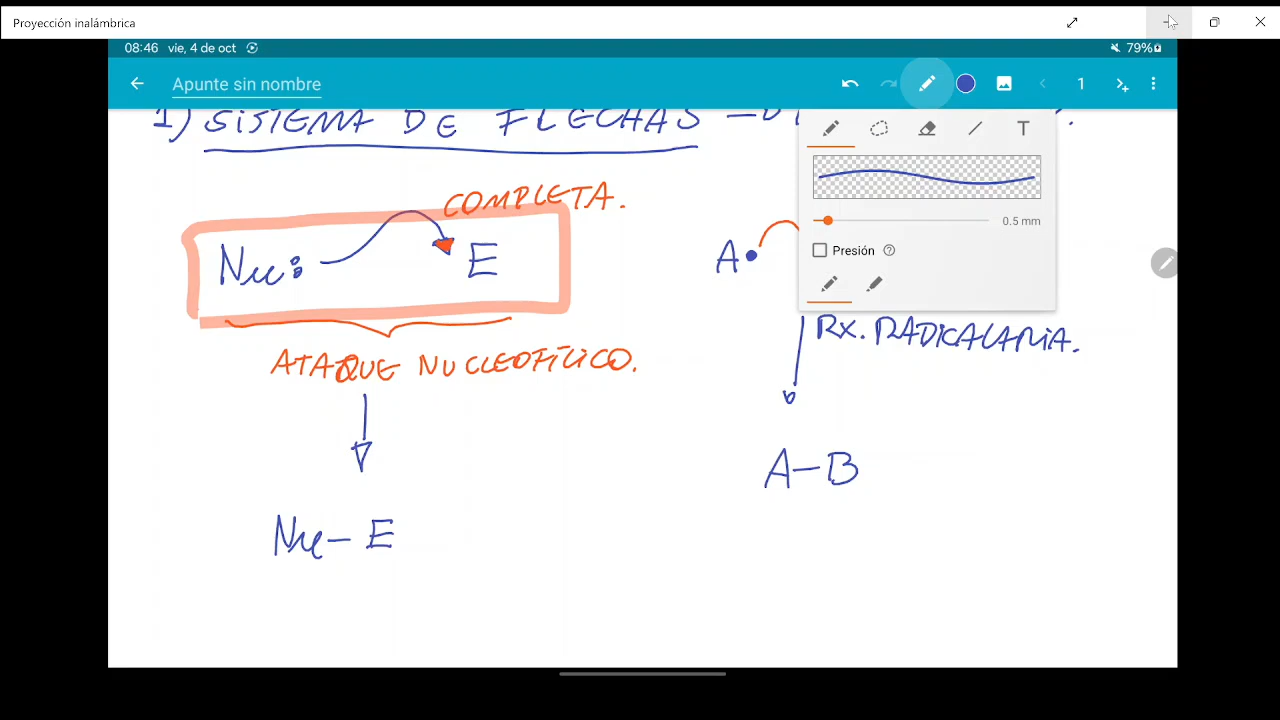 Proyección inalámbrica
08:46 vie, 4 de oct 79%
Apunte sin nombre 1
1) SISTEMA DE FLECHAS
T
COMPLETA.
0.5 mm
Nu: E
A•
Presión
RX. RADICALARIA.
ATAQUE NUCLEOFÍLICO.
A-B
Nu- E